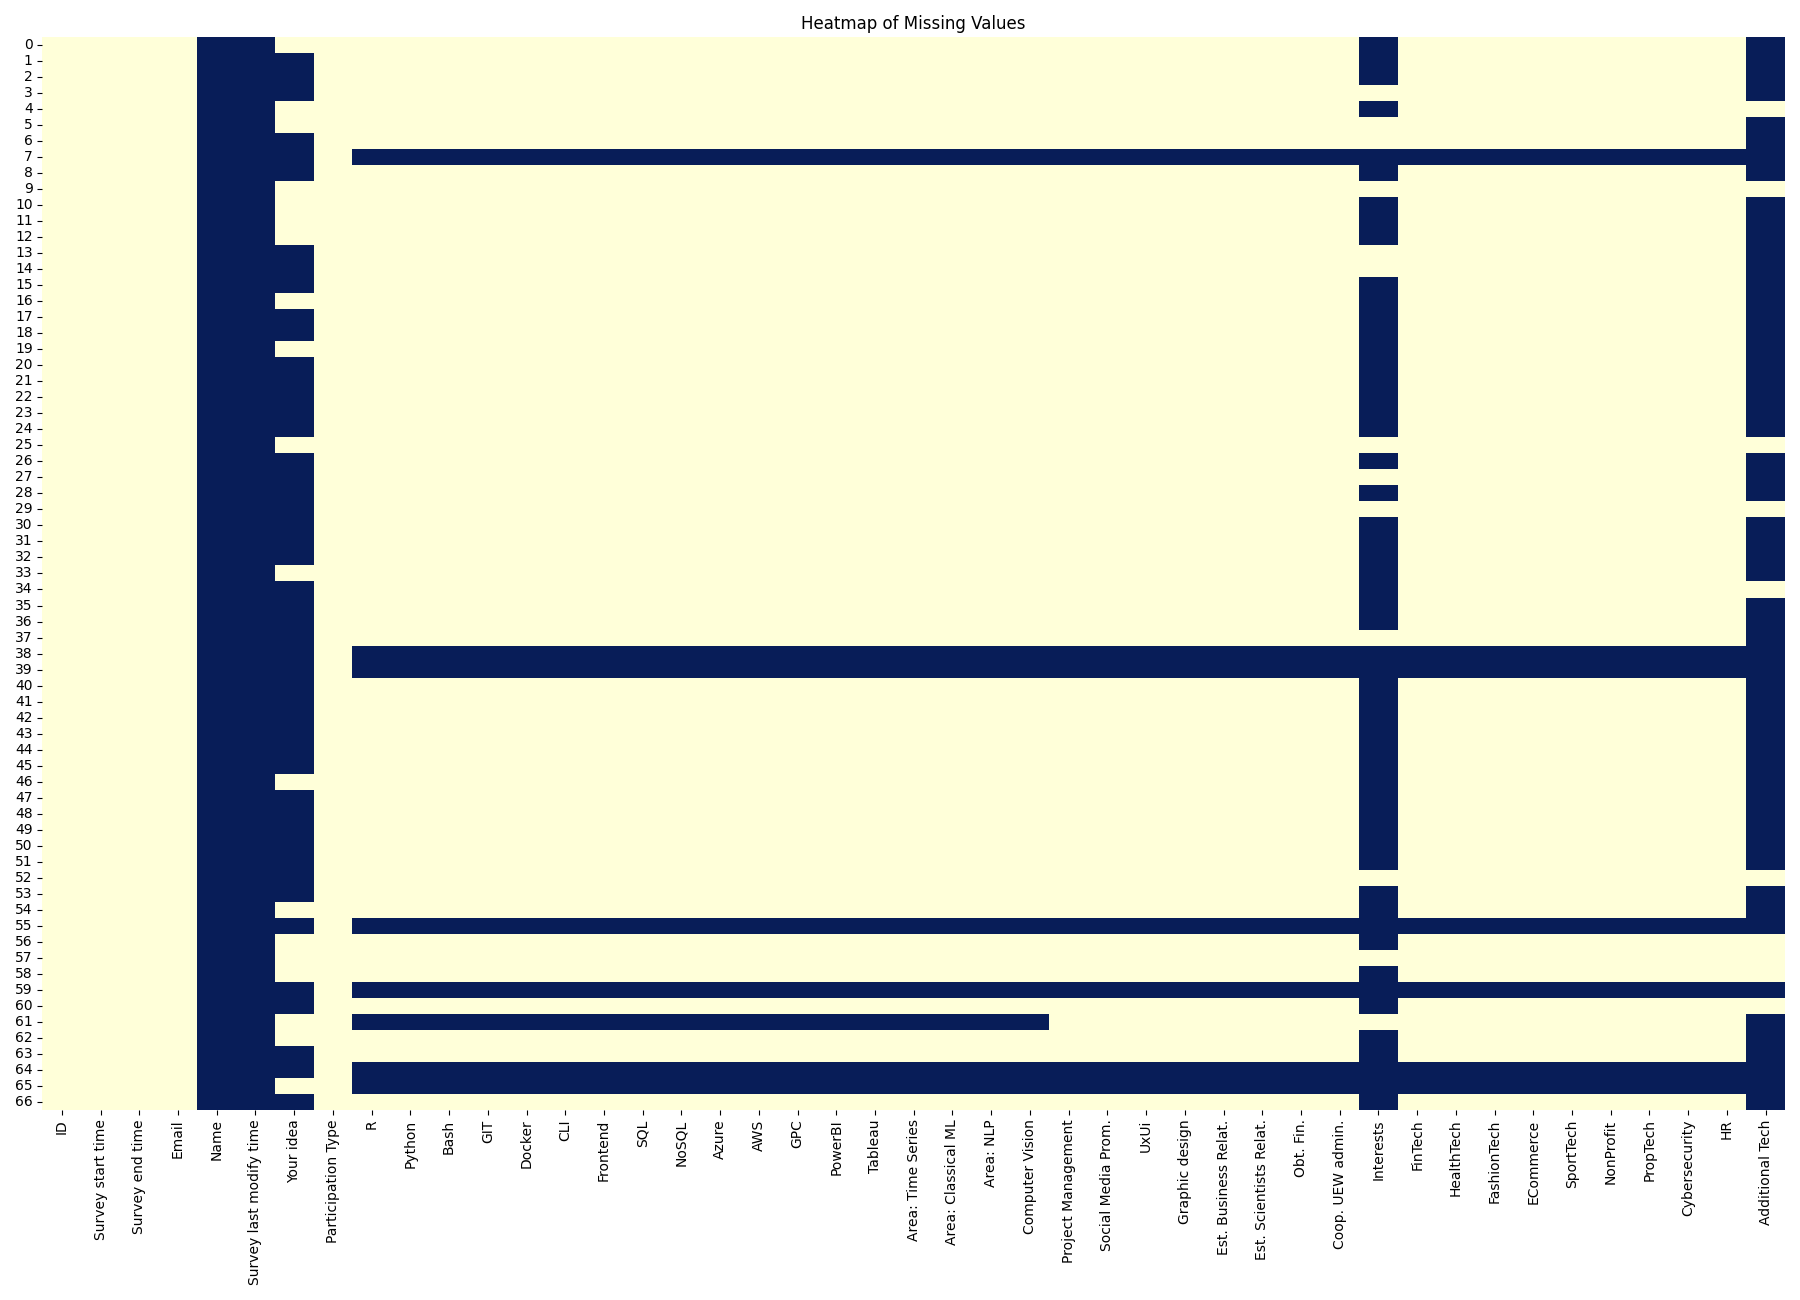 Heatmap of Missing Values
0
1
2
3
4
5
6
7
8
9
10
11
12
13
14
15
16
17
18
19
20
21
22
23
24
25
26
27
28
29
30
31
32
33
34
35
36
37
38
39
40
41
42
43
44
45
46
47
48
49
50
51
52
53
54
55
56
57
58
59
60
61
62
63
64
65
66
ID
Survey start time
Survey end time
Email
Name
Survey last modify time
Your idea
Participation Type
R
Python
Bash
GIT
Docker
CLI
Frontend
SQL
NoSQL
Azure
AWS
GPC
PowerBI
Tableau
Area: Time Series
Area: Classical ML
Area: NLP
Computer Vision
Project Management
Social Media Prom.
UxUi
Graphic design
Est. Business Relat.
Est. Scientists Relat.
Obt. Fin.
Coop. UEW admin.
Interests
FinTech
HealthTech
FashionTech
ECommerce
SportTech
NonProfit
PropTech
Cybersecurity
HR
Additional Tech